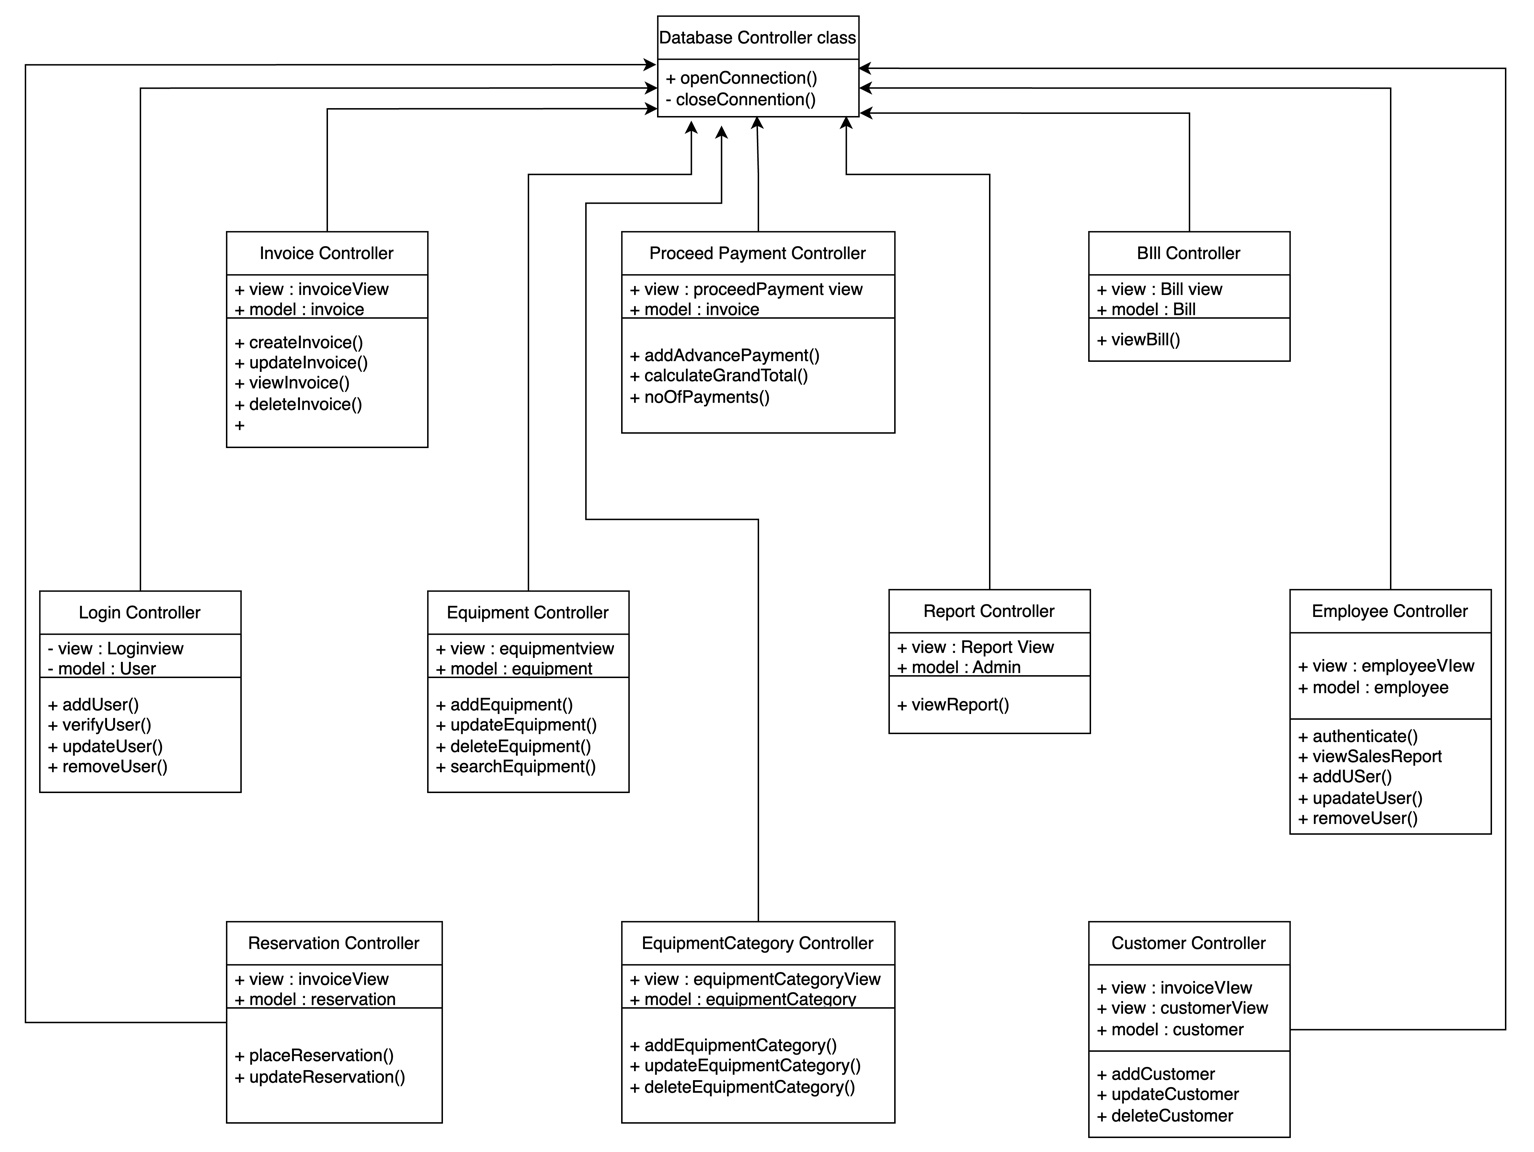 Database Controller class
+ openConnection()
- closeConnention()
Invoice Controller
+ view : invoiceView
+ model : invoice
+ createInvoice()
+ updateInvoice()
+ viewInvoice()
+ deleteInvoice()
+
Proceed Payment Controller
+ view : proceedPayment view
+ model : invoice
+ addAdvancePayment()
+ calculateGrandTotal()
+ noOfPayments()
BIll Controller
+ view : Bill view
+ model : Bill
+ viewBill()
Login Controller
- view : Loginview
- model : User
+ addUser()
+ verifyUser()
+ updateUser()
+ removeUser()
Equipment Controller
+ view : equipmentview
+ model : equipment
+ addEquipment()
+ updateEquipment()
+ deleteEquipment()
+ searchEquipment()
Report Controller
+ view : Report View
+ model : Admin
+ viewReport()
Employee Controller
+ view : employeeVIew
+ model : employee
+ authenticate()
+ viewSalesReport
+ addUSer()
+ upadateUser()
+ removeUser()
Reservation Controller
+ view : invoiceView
+ model : reservation
+ placeReservation()
+ updateReservation()
EquipmentCategory Controller
+ view : equipmentCategoryView
+ model : equipmentCategory
+ addEquipmentCategory()
+ updateEquipmentCategory()
+ deleteEquipmentCategory()
Customer Controller
+ view : invoiceVIew
+ view : customerView
+ model : customer
+ addCustomer
+ updateCustomer
+ deleteCustomer